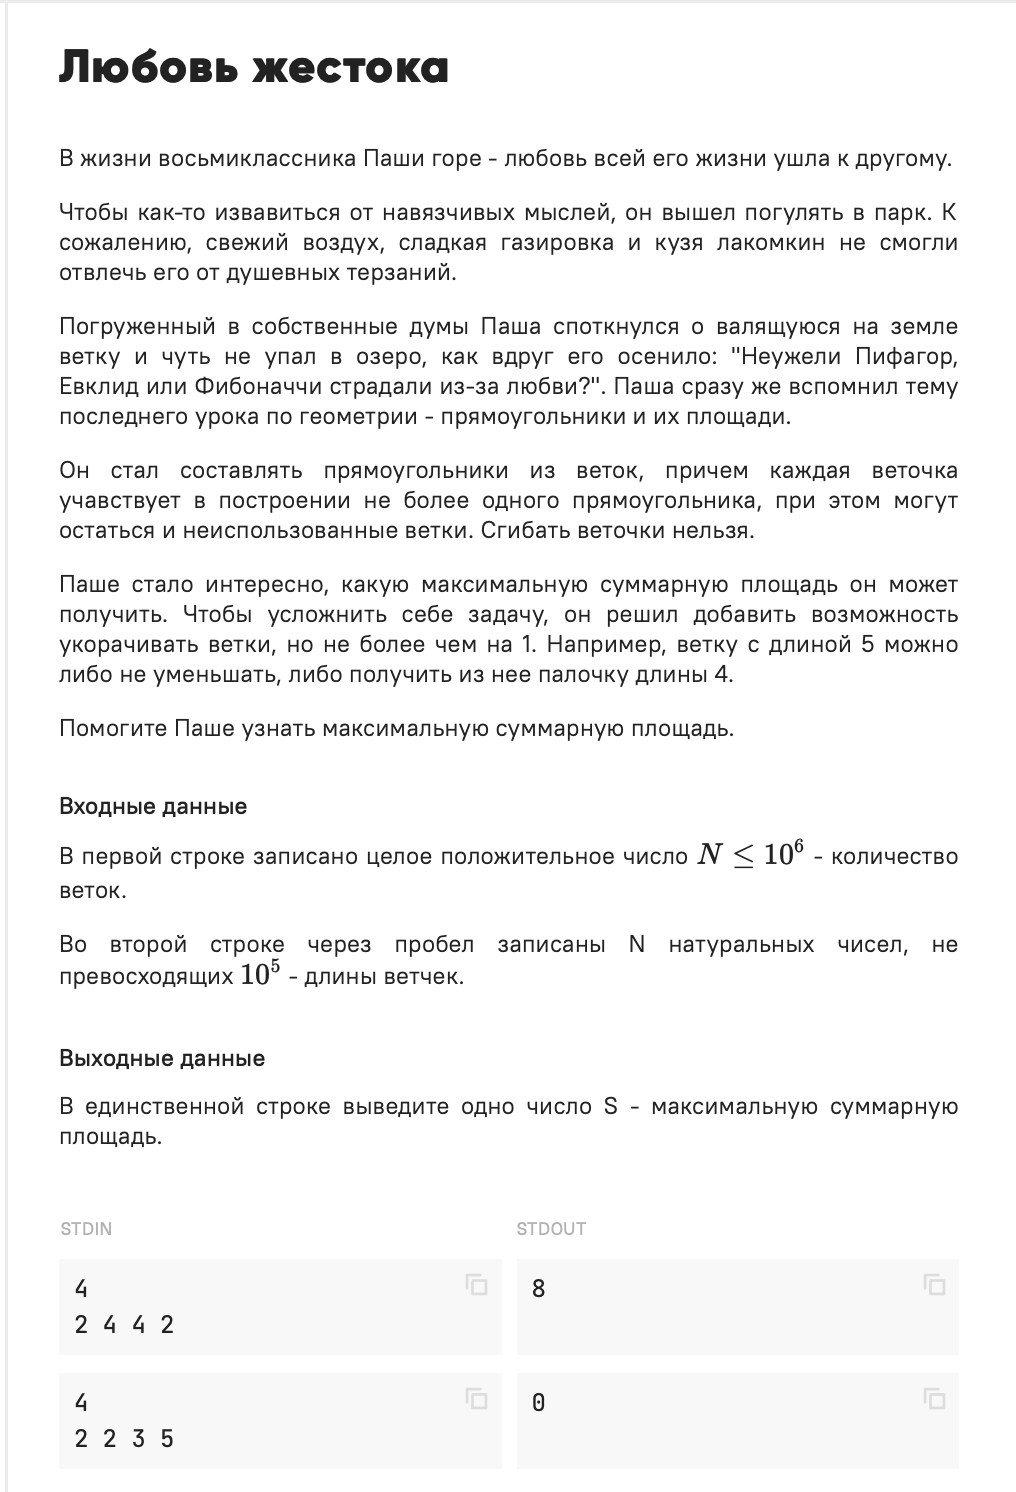 Любовь жестока
В жизни восьмиклассника Паши горе - любовь всей его жизни ушла к другому.
Чтобы как-то извавиться от навязчивых мыслей, он вышел погулять в парк. К
сожалению, свежий воздух, сладкая газировка и кузя лакомкин не смогли
отвлечь его от душевных терзаний.
Погруженный в собственные думы Паша споткнулся о валящуюся на земле
ветку и чуть не упал в озеро, как вдруг его осенило: "Неужели Пифагор,
Евклид или Фибоначчи страдали из-за любви?". Паша сразу же вспомнил тему
последнего урока по геометрии - прямоугольники и их площади.
Он стал составлять прямоугольники из веток, причем каждая веточка
учавствует в построении не более одного прямоугольника, при этом могут
остаться и неиспользованные ветки. Сгибать веточки нельзя.
Паше стало интересно, какую максимальную суммарную площадь он может
получить. Чтобы усложнить себе задачу, он решил добавить возможность
укорачивать ветки, но не более чем на 1. Например, ветку с длиной 5 можно
либо не уменьшать, либо получить из нее палочку длины 4.
Помогите Паше узнать максимальную суммарную площадь.
Входные данные
В первой строке записано целое положительное число N ≤ 10⁶ - количество
веток.
Во второй строке через пробел записаны N натуральных чисел, не
превосходящих 10⁵ - длины ветчек.
Выходные данные
В единственной строке выведите одно число S - максимальную суммарную
площадь.
STDIN STDOUT
4 8
2 4 4 2
4 0
2 2 3 5